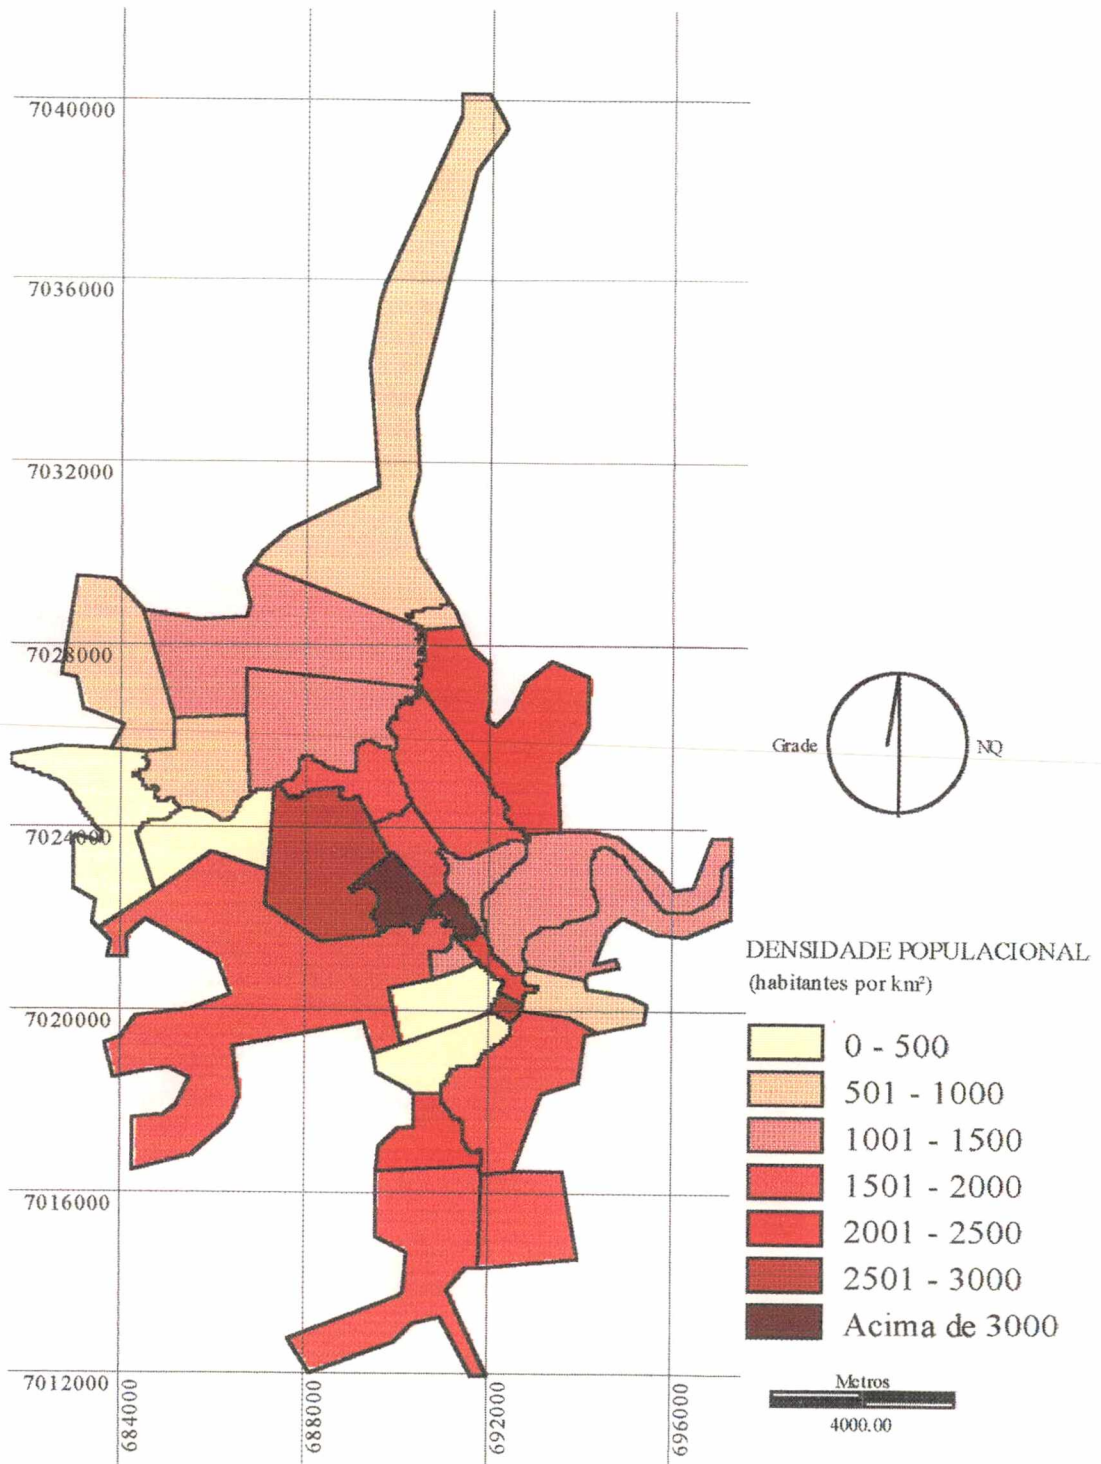 7040000
7036000
7032000
7028000
Grade
NQ
7024000
DENSIDADE POPULACIONAL
(habitantes por km²)
7020000
0 - 500
501 - 1000
1001 - 1500
1501 - 2000
7016000
2001 - 2500
2501 - 3000
Acima de 3000
7012000
Metros
4000.00
684000
688000
692000
696000